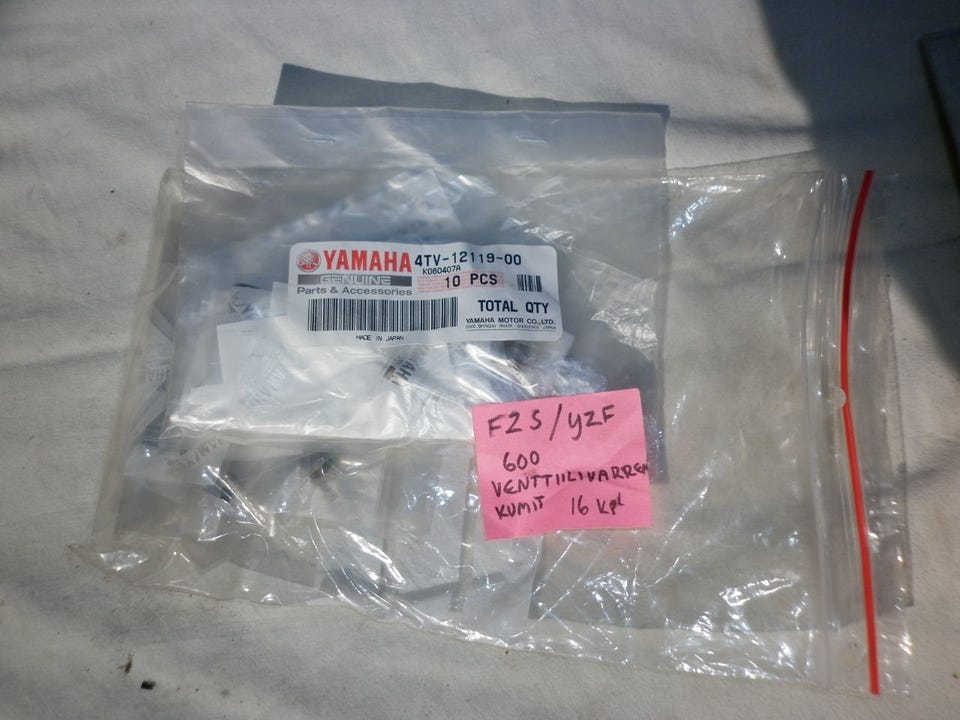 YAMAHA 4TV-12119-00
K060407A
GENUINE
10 PCS
Parts & Accessories
TOTAL QTY
YAMAHA MOTOR CO.,LTD.
MADE IN JAPAN
FZS/YZF
600
VENTTIILIVARREN
KUMIT 16 Kpl